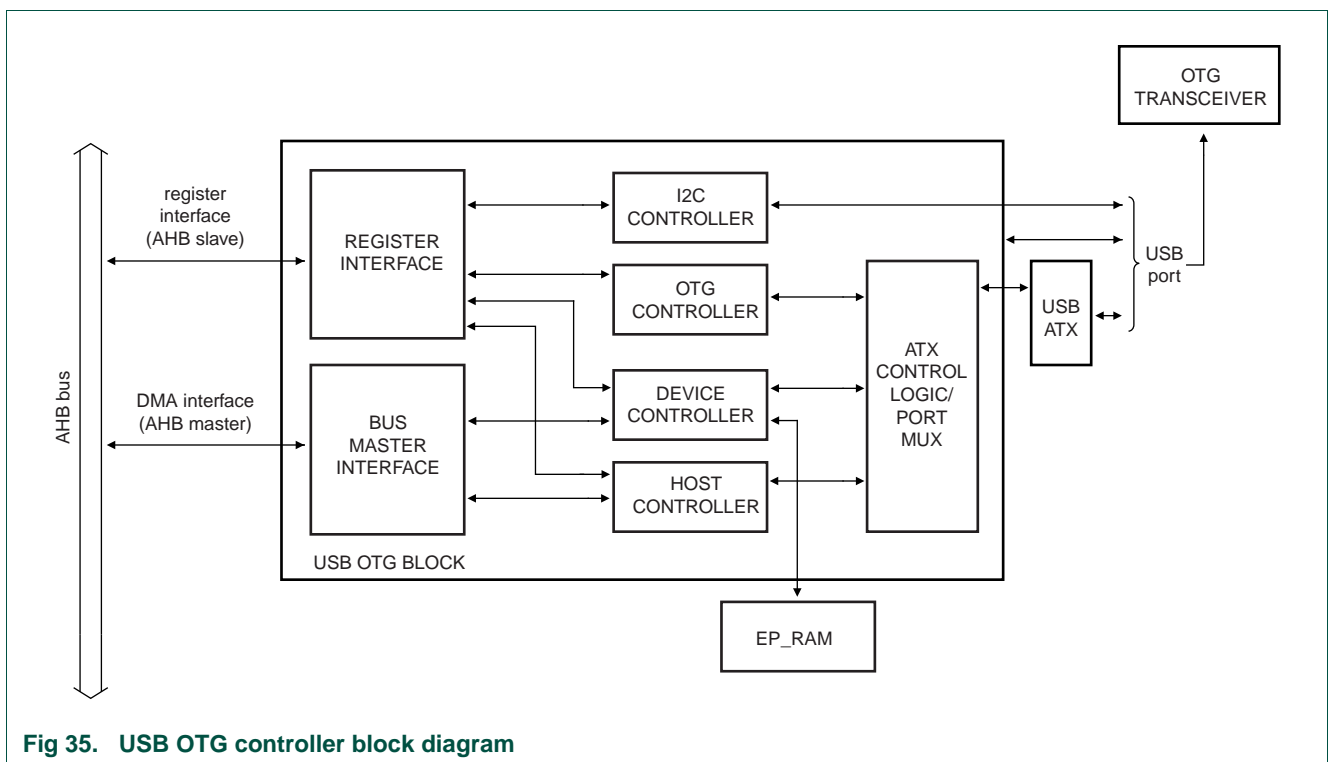 OTG
TRANSCEIVER
register
interface
(AHB slave)
I2C
CONTROLLER
REGISTER
INTERFACE
USB
port
OTG
CONTROLLER
USB
ATX
ATX
CONTROL
LOGIC/
PORT
MUX
AHB bus
DMA interface
(AHB master)
DEVICE
CONTROLLER
BUS
MASTER
INTERFACE
HOST
CONTROLLER
USB OTG BLOCK
EP_RAM
Fig 35. USB OTG controller block diagram